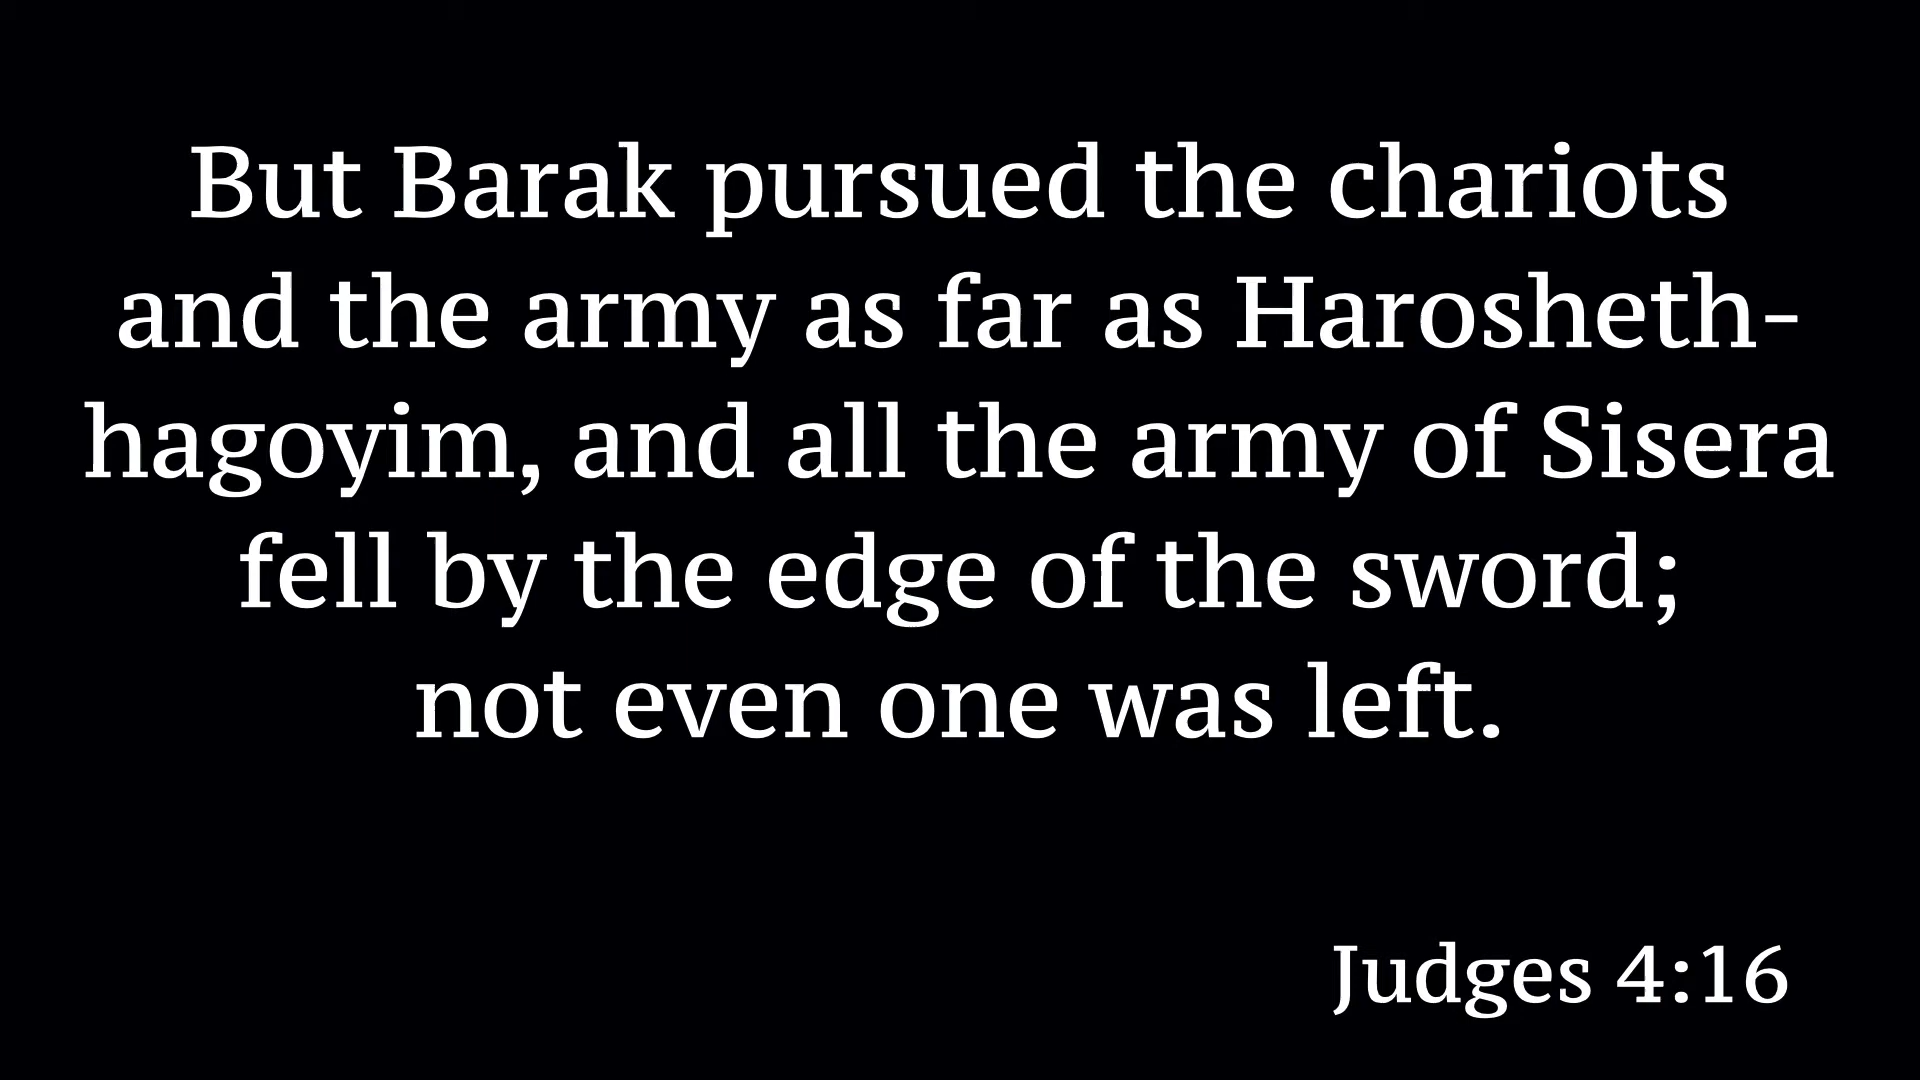 But Barak pursued the chariots
and the army as far as Harosheth-
hagoyim, and all the army of Sisera
fell by the edge of the sword;
not even one was left.
Judges 4:16